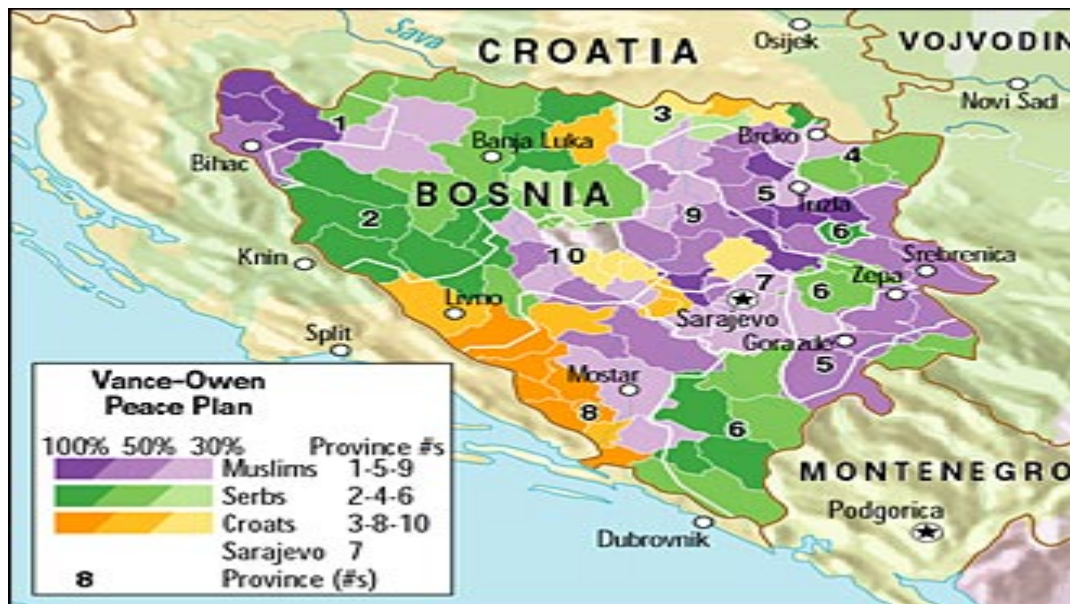 Sava
CROATIA
Osijek
VOJVODIN
Novi Sad
1
3
Banja Luka
Brcko
4
Bihac
BOSNIA
5
Tuzla
2
9
6
Knin
10
Srebrenica
7
Zepa
6
Livno
Sarajevo
Split
Gorazde
5
Mostar
8
6
MONTENEGRO
Podgorica
Dubrovnik
Vance-Owen
Peace Plan
100% 50% 30% Province #s
Muslims 1-5-9
Serbs 2-4-6
Croats 3-8-10
Sarajevo 7
8 Province (#s)